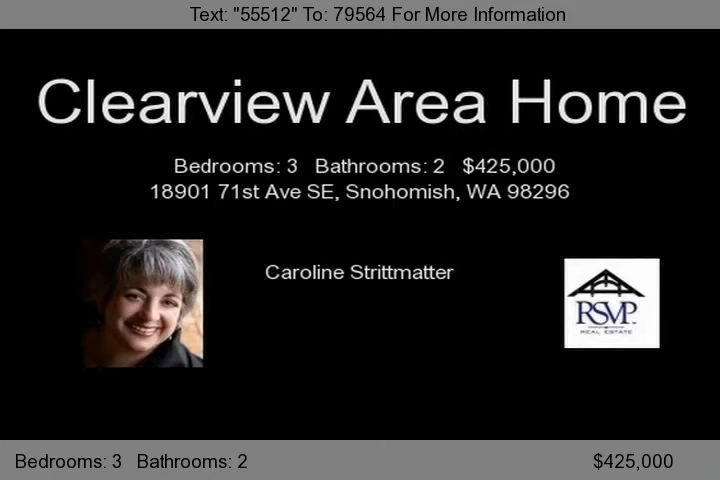 Text: "55512" To: 79564 For More Information
Clearview Area Home
Bedrooms: 3 Bathrooms: 2 $425,000
18901 71st Ave SE, Snohomish, WA 98296
Caroline Strittmatter
RSVP
REAL ESTATE
Bedrooms: 3 Bathrooms: 2 $425,000